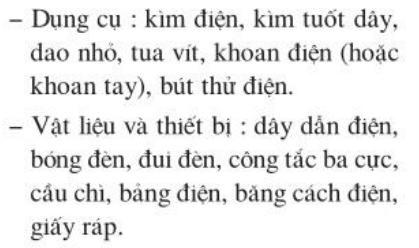 – Dụng cụ : kìm điện, kìm tuốt dây,
dao nhỏ, tua vít, khoan điện (hoặc
khoan tay), bút thử điện.
– Vật liệu và thiết bị : dây dẫn điện,
bóng đèn, đui đèn, công tắc ba cực,
cầu chì, bảng điện, băng cách điện,
giấy ráp.